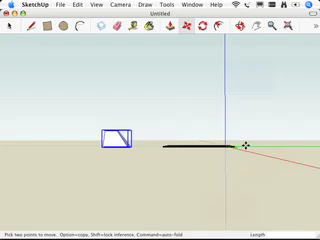 SketchUp File Edit View Camera Draw Tools Window Help
Untitled
Pick two points to move. Option=copy, Shift=lock inference, Command=auto-fold
Length